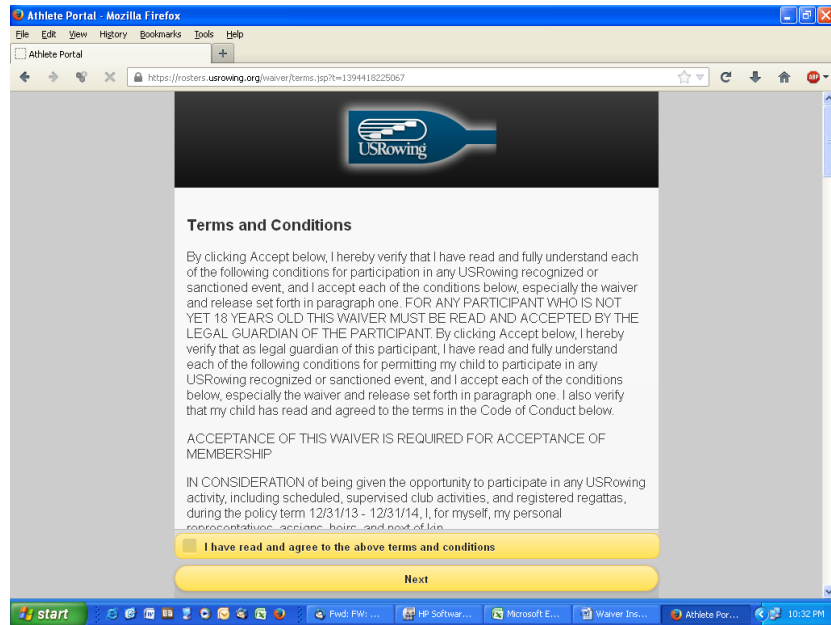 Athlete Portal - Mozilla Firefox
File Edit View History Bookmarks Tools Help
Athlete Portal +
https://rosters.usrowing.org/waiver/terms.jsp?t=1394418225067
ABP
USRowing
Terms and Conditions
By clicking Accept below, I hereby verify that I have read and fully understand each
of the following conditions for participation in any USRowing recognized or
sanctioned event, and I accept each of the conditions below, especially the waiver
and release set forth in paragraph one. FOR ANY PARTICIPANT WHO IS NOT
YET 18 YEARS OLD THIS WAIVER MUST BE READ AND ACCEPTED BY THE
LEGAL GUARDIAN OF THE PARTICIPANT. By clicking Accept below, I hereby
verify that as legal guardian of this participant, I have read and fully understand
each of the following conditions for permitting my child to participate in any
USRowing recognized or sanctioned event, and I accept each of the conditions
below, especially the waiver and release set forth in paragraph one. I also verify
that my child has read and agreed to the terms in the Code of Conduct below.
ACCEPTANCE OF THIS WAIVER IS REQUIRED FOR ACCEPTANCE OF
MEMBERSHIP
IN CONSIDERATION of being given the opportunity to participate in any USRowing
activity, including scheduled, supervised club activities, and registered regattas,
during the policy term 12/31/13 - 12/31/14, I, for myself, my personal
representatives, assigns, heirs, and next of kin
I have read and agree to the above terms and conditions
Next
start Fwd: FW: ... HP Softwar... Microsoft E... Waiver Ins... Athlete Por... 10:32 PM